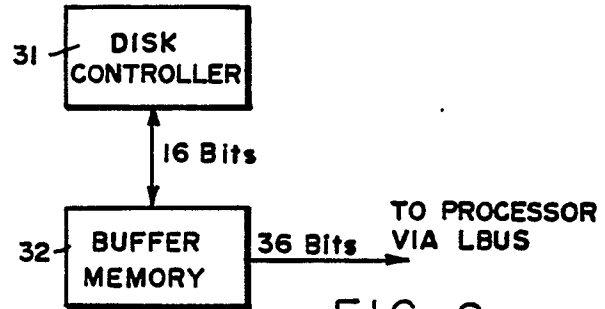 31
DISK
CONTROLLER
16 Bits
32
BUFFER
MEMORY
36 Bits
TO PROCESSOR
VIA LBUS